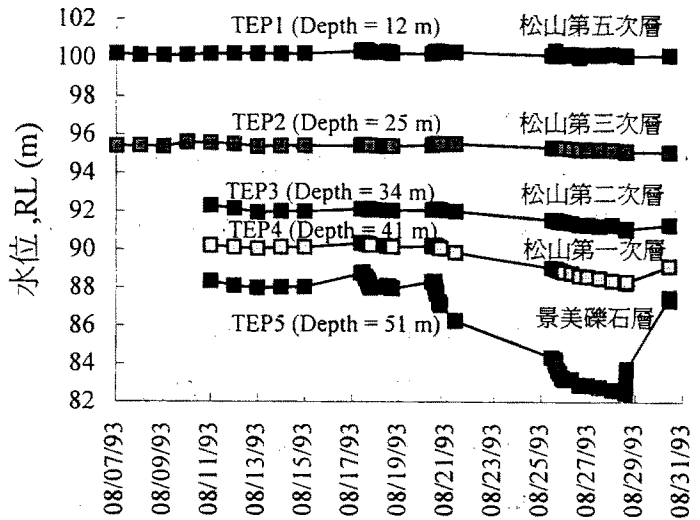 102
100
98
96
94
92
90
88
86
84
82
水位 ,RL (m)
TEP1 (Depth = 12 m)
松山第五次層
TEP2 (Depth = 25 m)
松山第三次層
TEP3 (Depth = 34 m)
松山第二次層
TEP4 (Depth = 41 m)
松山第一次層
TEP5 (Depth = 51 m)
景美礫石層
08/07/93
08/09/93
08/11/93
08/13/93
08/15/93
08/17/93
08/19/93
08/21/93
08/23/93
08/25/93
08/27/93
08/29/93
08/31/93